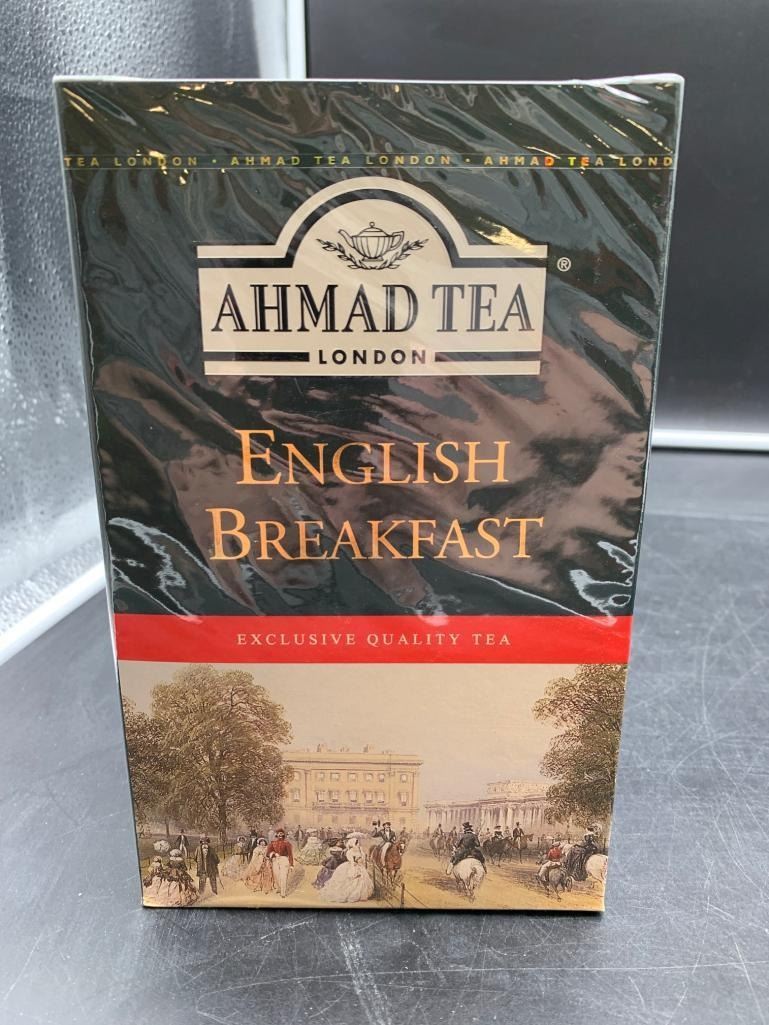 TEA LONDON • AHMAD TEA LONDON • AHMAD TEA LOND
®
AHMAD TEA
LONDON
ENGLISH
BREAKFAST
EXCLUSIVE QUALITY TEA